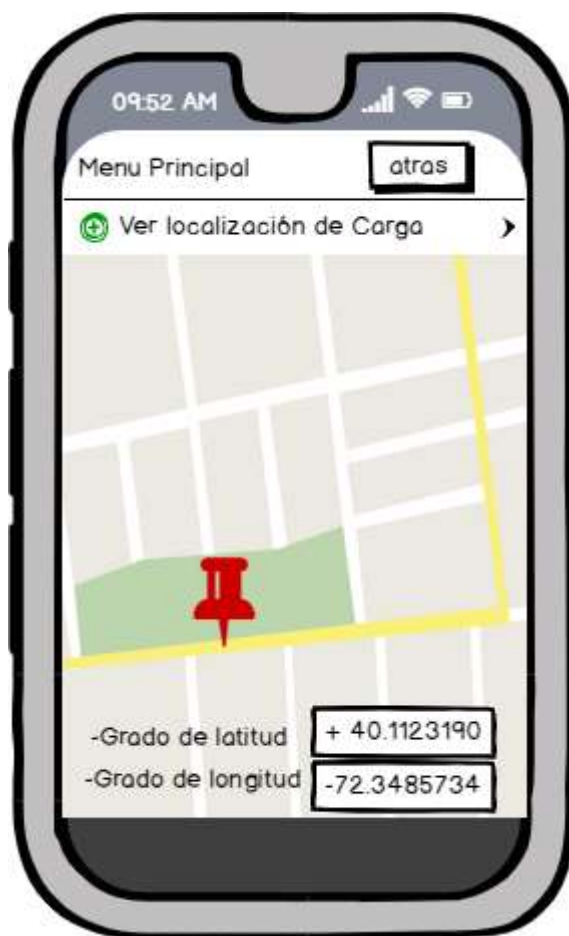 09:52 AM
Menu Principal atras
Ver localización de Carga
-Grado de latitud + 40.1123190
-Grado de longitud -72.3485734